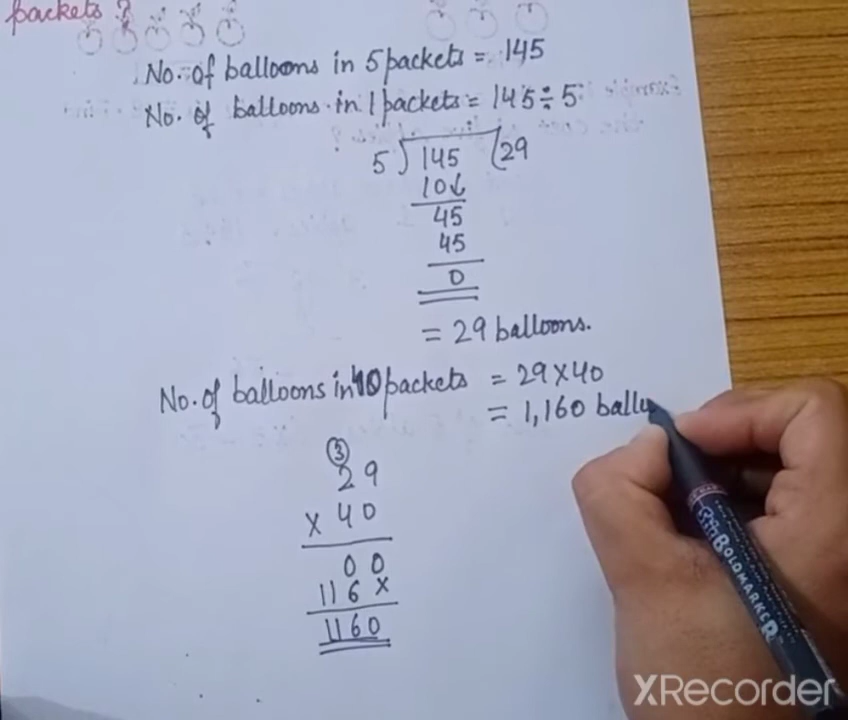 packets ?
No. of balloons in 5 packets = 145
No. of balloons in 1 packets = 145 ÷ 5
5 ) 145 ( 29
10↓
45
45
0
= 29 balloons.
No. of balloons in 40 packets = 29 × 40
= 1,160 ballo
3
29
× 40
00
116×
1160
BOLDMARKER
XRecorder